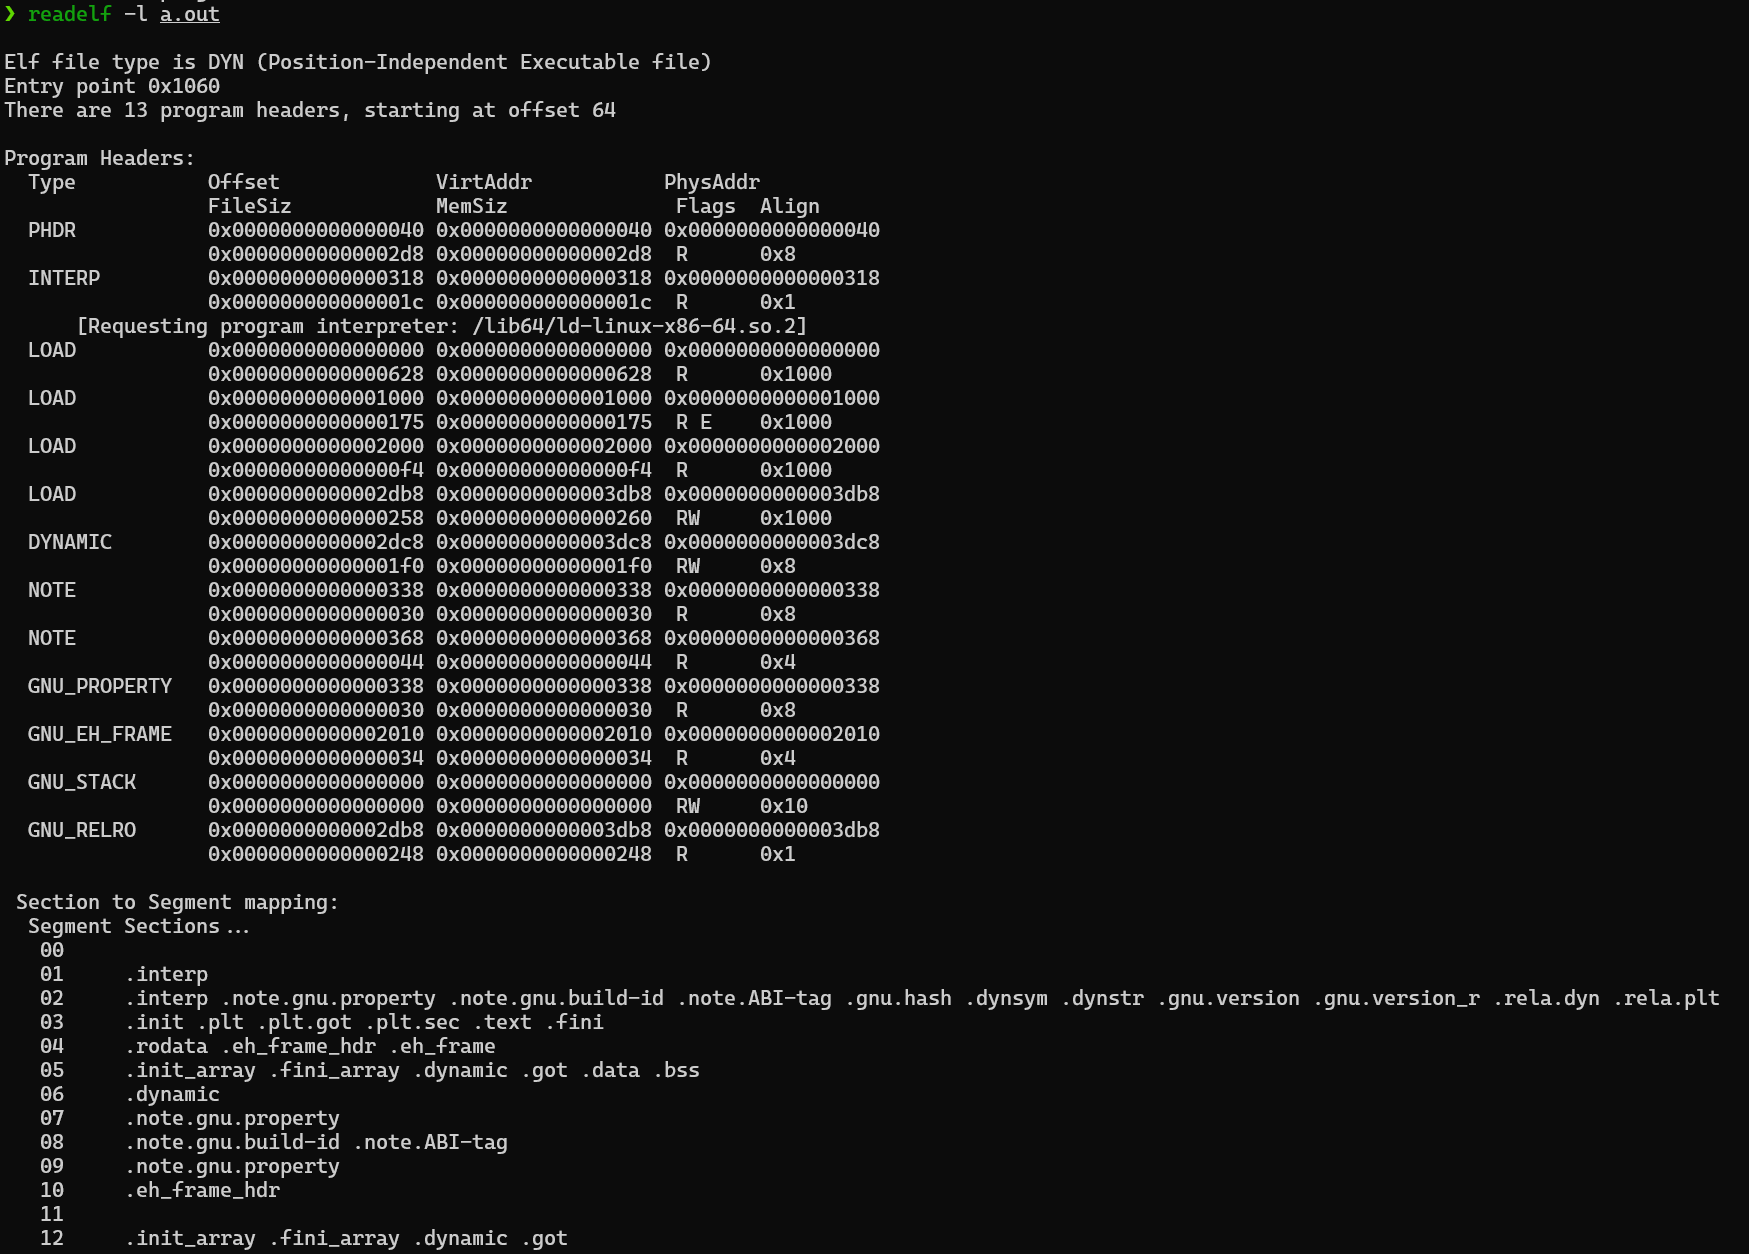 ❯ readelf -l a.out
Elf file type is DYN (Position-Independent Executable file)
Entry point 0x1060
There are 13 program headers, starting at offset 64
Program Headers:
  Type           Offset             VirtAddr           PhysAddr
                 FileSiz            MemSiz              Flags  Align
  PHDR           0x0000000000000040 0x0000000000000040 0x0000000000000040
                 0x00000000000002d8 0x00000000000002d8  R      0x8
  INTERP         0x0000000000000318 0x0000000000000318 0x0000000000000318
                 0x000000000000001c 0x000000000000001c  R      0x1
      [Requesting program interpreter: /lib64/ld-linux-x86-64.so.2]
  LOAD           0x0000000000000000 0x0000000000000000 0x0000000000000000
                 0x0000000000000628 0x0000000000000628  R      0x1000
  LOAD           0x0000000000001000 0x0000000000001000 0x0000000000001000
                 0x0000000000000175 0x0000000000000175  R E    0x1000
  LOAD           0x0000000000002000 0x0000000000002000 0x0000000000002000
                 0x00000000000000f4 0x00000000000000f4  R      0x1000
  LOAD           0x0000000000002db8 0x0000000000003db8 0x0000000000003db8
                 0x0000000000000258 0x0000000000000260  RW     0x1000
  DYNAMIC        0x0000000000002dc8 0x0000000000003dc8 0x0000000000003dc8
                 0x00000000000001f0 0x00000000000001f0  RW     0x8
  NOTE           0x0000000000000338 0x0000000000000338 0x0000000000000338
                 0x0000000000000030 0x0000000000000030  R      0x8
  NOTE           0x0000000000000368 0x0000000000000368 0x0000000000000368
                 0x0000000000000044 0x0000000000000044  R      0x4
  GNU_PROPERTY   0x0000000000000338 0x0000000000000338 0x0000000000000338
                 0x0000000000000030 0x0000000000000030  R      0x8
  GNU_EH_FRAME   0x0000000000002010 0x0000000000002010 0x0000000000002010
                 0x0000000000000034 0x0000000000000034  R      0x4
  GNU_STACK      0x0000000000000000 0x0000000000000000 0x0000000000000000
                 0x0000000000000000 0x0000000000000000  RW     0x10
  GNU_RELRO      0x0000000000002db8 0x0000000000003db8 0x0000000000003db8
                 0x0000000000000248 0x0000000000000248  R      0x1
 Section to Segment mapping:
  Segment Sections...
   00
   01     .interp
   02     .interp .note.gnu.property .note.gnu.build-id .note.ABI-tag .gnu.hash .dynsym .dynstr .gnu.version .gnu.version_r .rela.dyn .rela.plt
   03     .init .plt .plt.got .plt.sec .text .fini
   04     .rodata .eh_frame_hdr .eh_frame
   05     .init_array .fini_array .dynamic .got .data .bss
   06     .dynamic
   07     .note.gnu.property
   08     .note.gnu.build-id .note.ABI-tag
   09     .note.gnu.property
   10     .eh_frame_hdr
   11
   12     .init_array .fini_array .dynamic .got